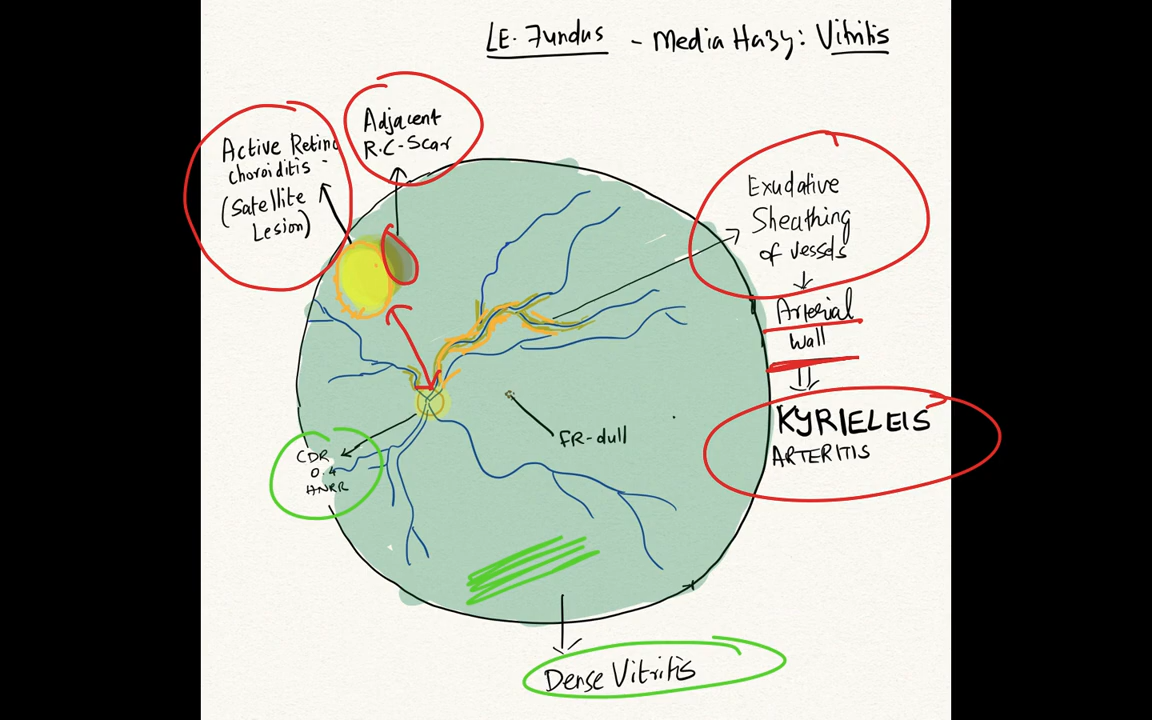 LE. Fundus - Media Hazy: Vitritis
Adjacent
R.C-Scar
Active Retino
choroiditis
(Satellite
Lesion)
Exudative
Sheathing
of vessels
Arterial
Wall
KYRIELEIS
ARTERITIS
FR-dull
CDR
0.4
HNRR
Dense Vitritis